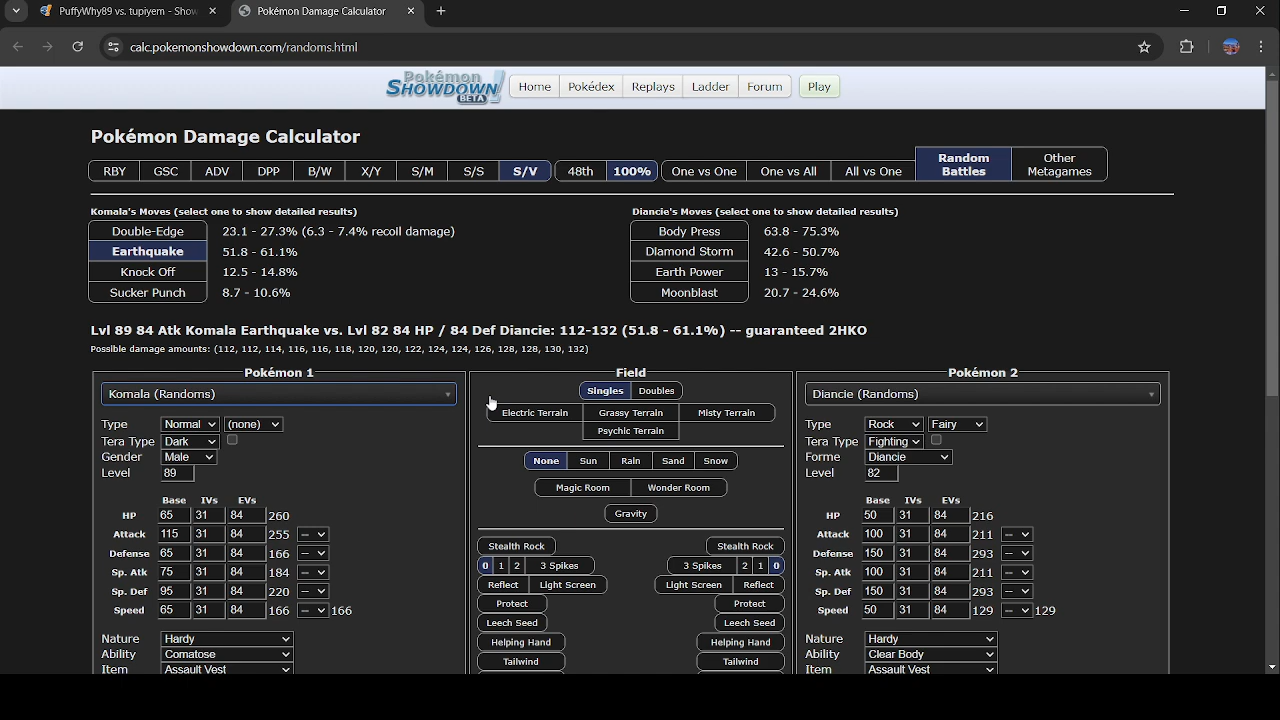 PuffyWhy89 vs. tupiyem - Show
Pokémon Damage Calculator
calc.pokemonshowdown.com/randoms.html
Pokémon SHOWDOWN! BETA Home Pokédex Replays Ladder Forum Play
Pokémon Damage Calculator
RBY GSC ADV DPP B/W X/Y S/M S/S S/V 48th 100% One vs One One vs All All vs One Random Battles Other Metagames
Komala's Moves (select one to show detailed results)
Double-Edge 23.1 - 27.3% (6.3 - 7.4% recoil damage)
Earthquake 51.8 - 61.1%
Knock Off 12.5 - 14.8%
Sucker Punch 8.7 - 10.6%
Diancie's Moves (select one to show detailed results)
Body Press 63.8 - 75.3%
Diamond Storm 42.6 - 50.7%
Earth Power 13 - 15.7%
Moonblast 20.7 - 24.6%
Lvl 89 84 Atk Komala Earthquake vs. Lvl 82 84 HP / 84 Def Diancie: 112-132 (51.8 - 61.1%) -- guaranteed 2HKO
Possible damage amounts: (112, 112, 114, 116, 116, 118, 120, 120, 122, 124, 124, 126, 128, 128, 130, 132)
Pokémon 1
Komala (Randoms)
Type Normal (none)
Tera Type Dark
Gender Male
Level 89
Base IVs EVs
HP 65 31 84 260
Attack 115 31 84 255 --
Defense 65 31 84 166 --
Sp. Atk 75 31 84 184 --
Sp. Def 95 31 84 220 --
Speed 65 31 84 166 -- 166
Nature Hardy
Ability Comatose
Item Assault Vest
Field
Singles Doubles
Electric Terrain Grassy Terrain Misty Terrain
Psychic Terrain
None Sun Rain Sand Snow
Magic Room Wonder Room
Gravity
Stealth Rock Stealth Rock
0 1 2 3 Spikes 3 Spikes 2 1 0
Reflect Light Screen Light Screen Reflect
Protect Protect
Leech Seed Leech Seed
Helping Hand Helping Hand
Tailwind Tailwind
Pokémon 2
Diancie (Randoms)
Type Rock Fairy
Tera Type Fighting
Forme Diancie
Level 82
Base IVs EVs
HP 50 31 84 216
Attack 100 31 84 211 --
Defense 150 31 84 293 --
Sp. Atk 100 31 84 211 --
Sp. Def 150 31 84 293 --
Speed 50 31 84 129 -- 129
Nature Hardy
Ability Clear Body
Item Assault Vest